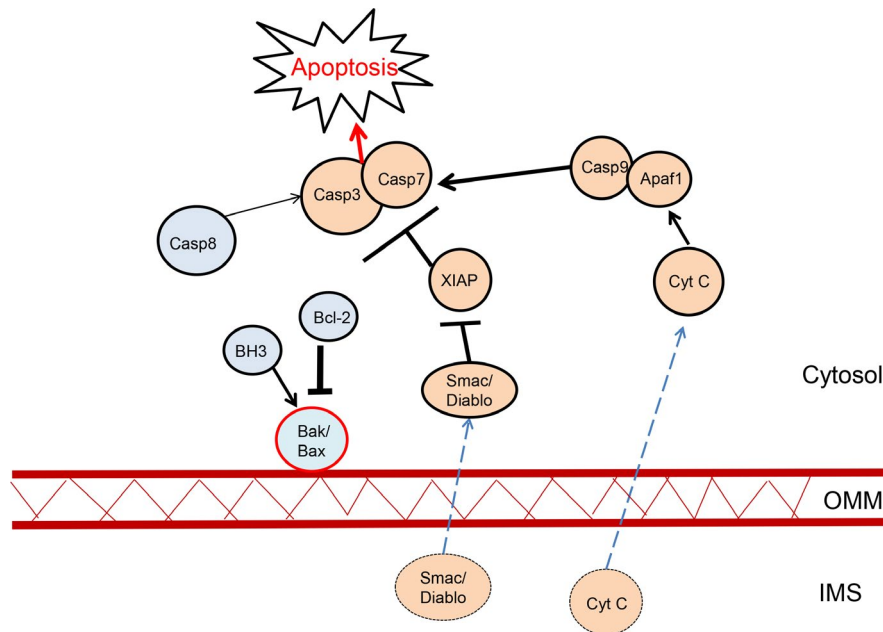 Apoptosis
Casp9
Casp7
Apaf1
Casp3
Casp8
XIAP
Cyt C
Bcl-2
BH3
Smac/
Diablo
Cytosol
Bak/
Bax
OMM
Smac/
Diablo
Cyt C
IMS